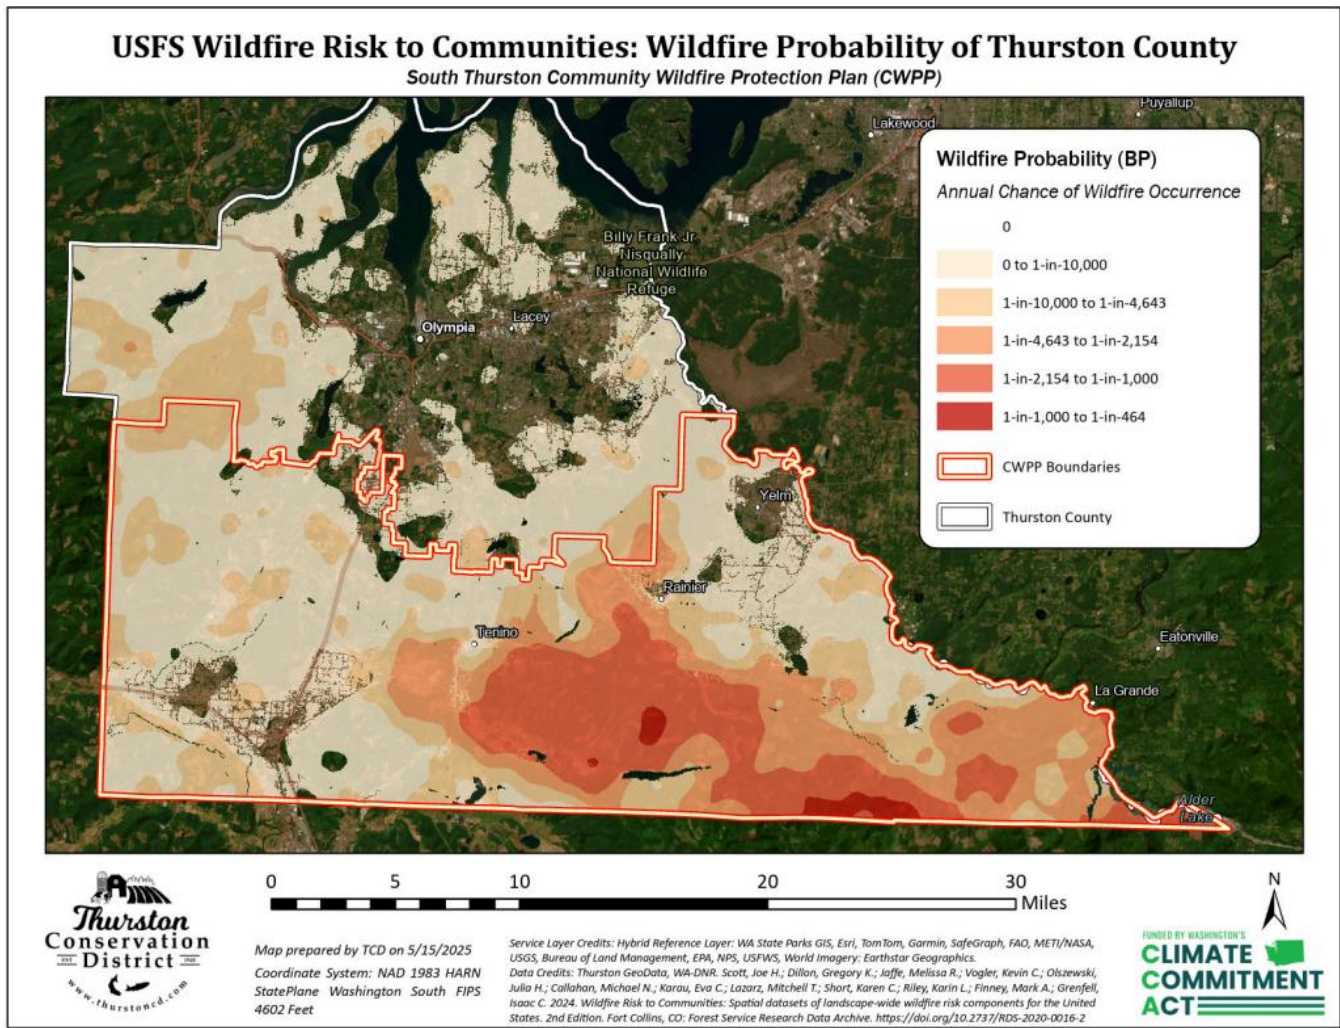 USFS Wildfire Risk to Communities: Wildfire Probability of Thurston County
South Thurston Community Wildfire Protection Plan (CWPP)
Puyallup
Lakewood
Billy Frank Jr.
Nisqually
National Wildlife
Refuge
Olympia
Lacey
Yelm
Rainier
Tenino
Eatonville
La Grande
Alder
Lake
Wildfire Probability (BP)
Annual Chance of Wildfire Occurrence
0
0 to 1-in-10,000
1-in-10,000 to 1-in-4,643
1-in-4,643 to 1-in-2,154
1-in-2,154 to 1-in-1,000
1-in-1,000 to 1-in-464
CWPP Boundaries
Thurston County
0 5 10 20 30
Miles
N
Thurston
Conservation
EST District 1948
www.thurstoncd.com
Map prepared by TCD on 5/15/2025
Coordinate System: NAD 1983 HARN
StatePlane Washington South FIPS
4602 Feet
Service Layer Credits: Hybrid Reference Layer: WA State Parks GIS, Esri, TomTom, Garmin, SafeGraph, FAO, METI/NASA,
USGS, Bureau of Land Management, EPA, NPS, USFWS, World Imagery: Earthstar Geographics.
Data Credits: Thurston GeoData, WA-DNR. Scott, Joe H.; Dillon, Gregory K.; Jaffe, Melissa R.; Vogler, Kevin C.; Olszewski,
Julia H.; Callahan, Michael N.; Karau, Eva C.; Lazarz, Mitchell T.; Short, Karen C.; Riley, Karin L.; Finney, Mark A.; Grenfell,
Isaac C. 2024. Wildfire Risk to Communities: Spatial datasets of landscape-wide wildfire risk components for the United
States. 2nd Edition. Fort Collins, CO: Forest Service Research Data Archive. https://doi.org/10.2737/RDS-2020-0016-2
FUNDED BY WASHINGTON'S
CLIMATE
COMMITMENT
ACT